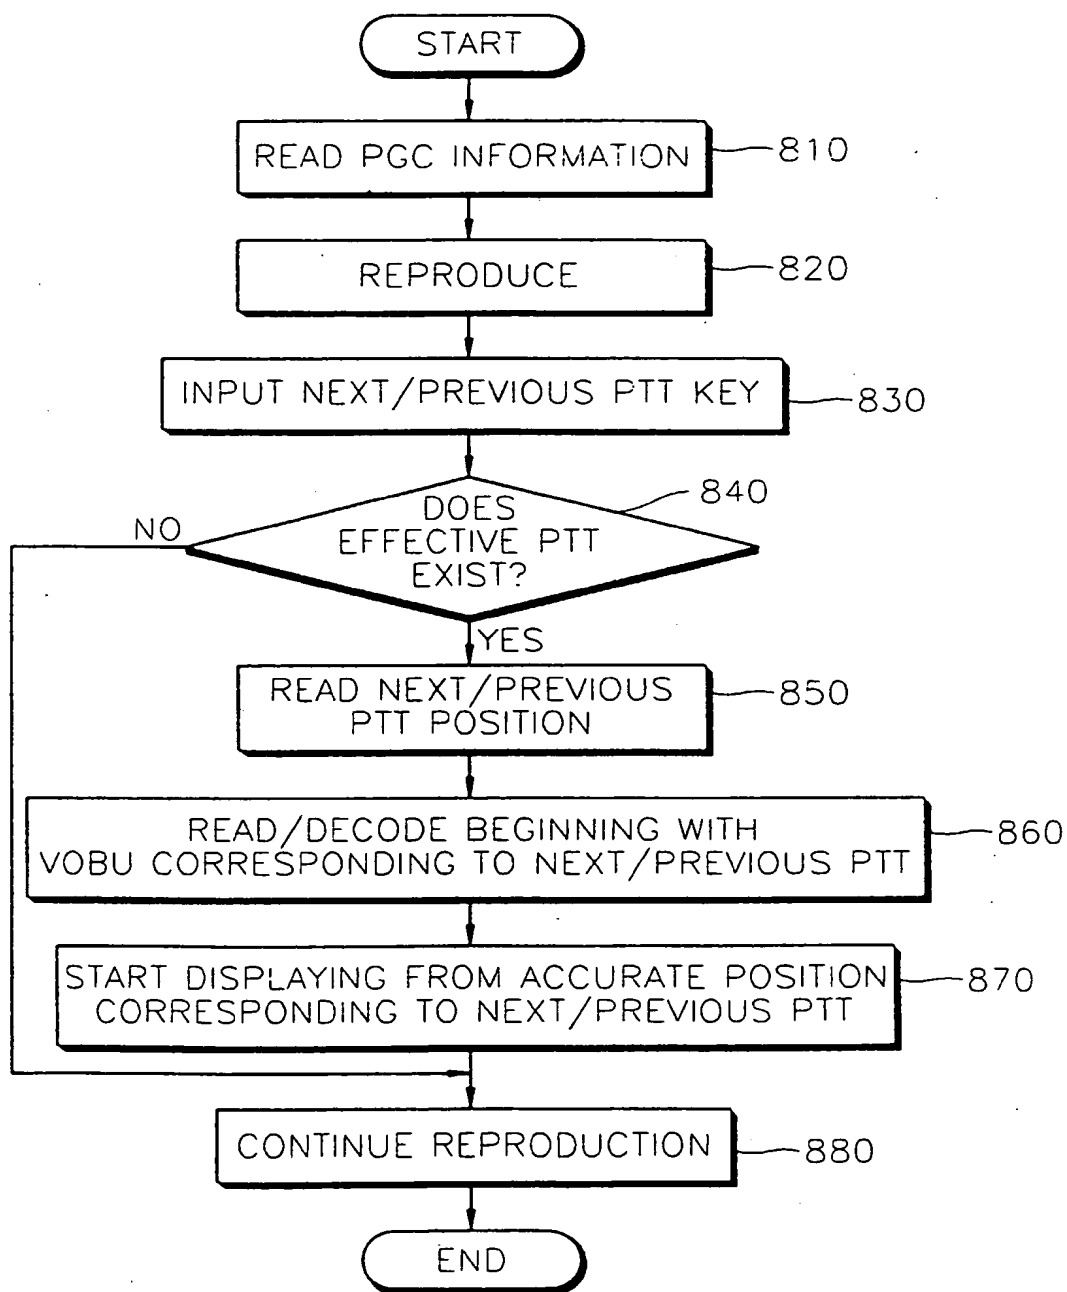 START
READ PGC INFORMATION
810
REPRODUCE
820
INPUT NEXT/PREVIOUS PTT KEY
830
DOES
EFFECTIVE PTT
EXIST?
840
NO
YES
READ NEXT/PREVIOUS
PTT POSITION
850
READ/DECODE BEGINNING WITH
VOBU CORRESPONDING TO NEXT/PREVIOUS PTT
860
START DISPLAYING FROM ACCURATE POSITION
CORRESPONDING TO NEXT/PREVIOUS PTT
870
CONTINUE REPRODUCTION
880
END